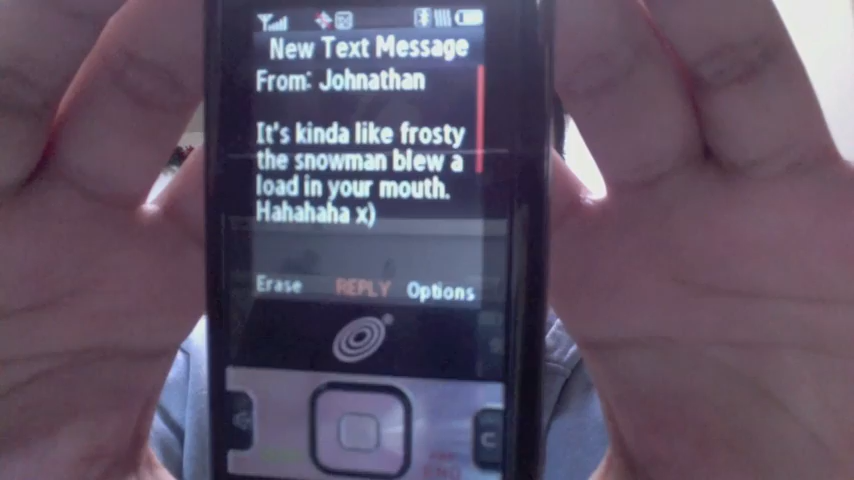 New Text Message
From: Johnathan
It's kinda like frosty
the snowman blew a
load in your mouth.
Hahahaha x)
Erase REPLY Options